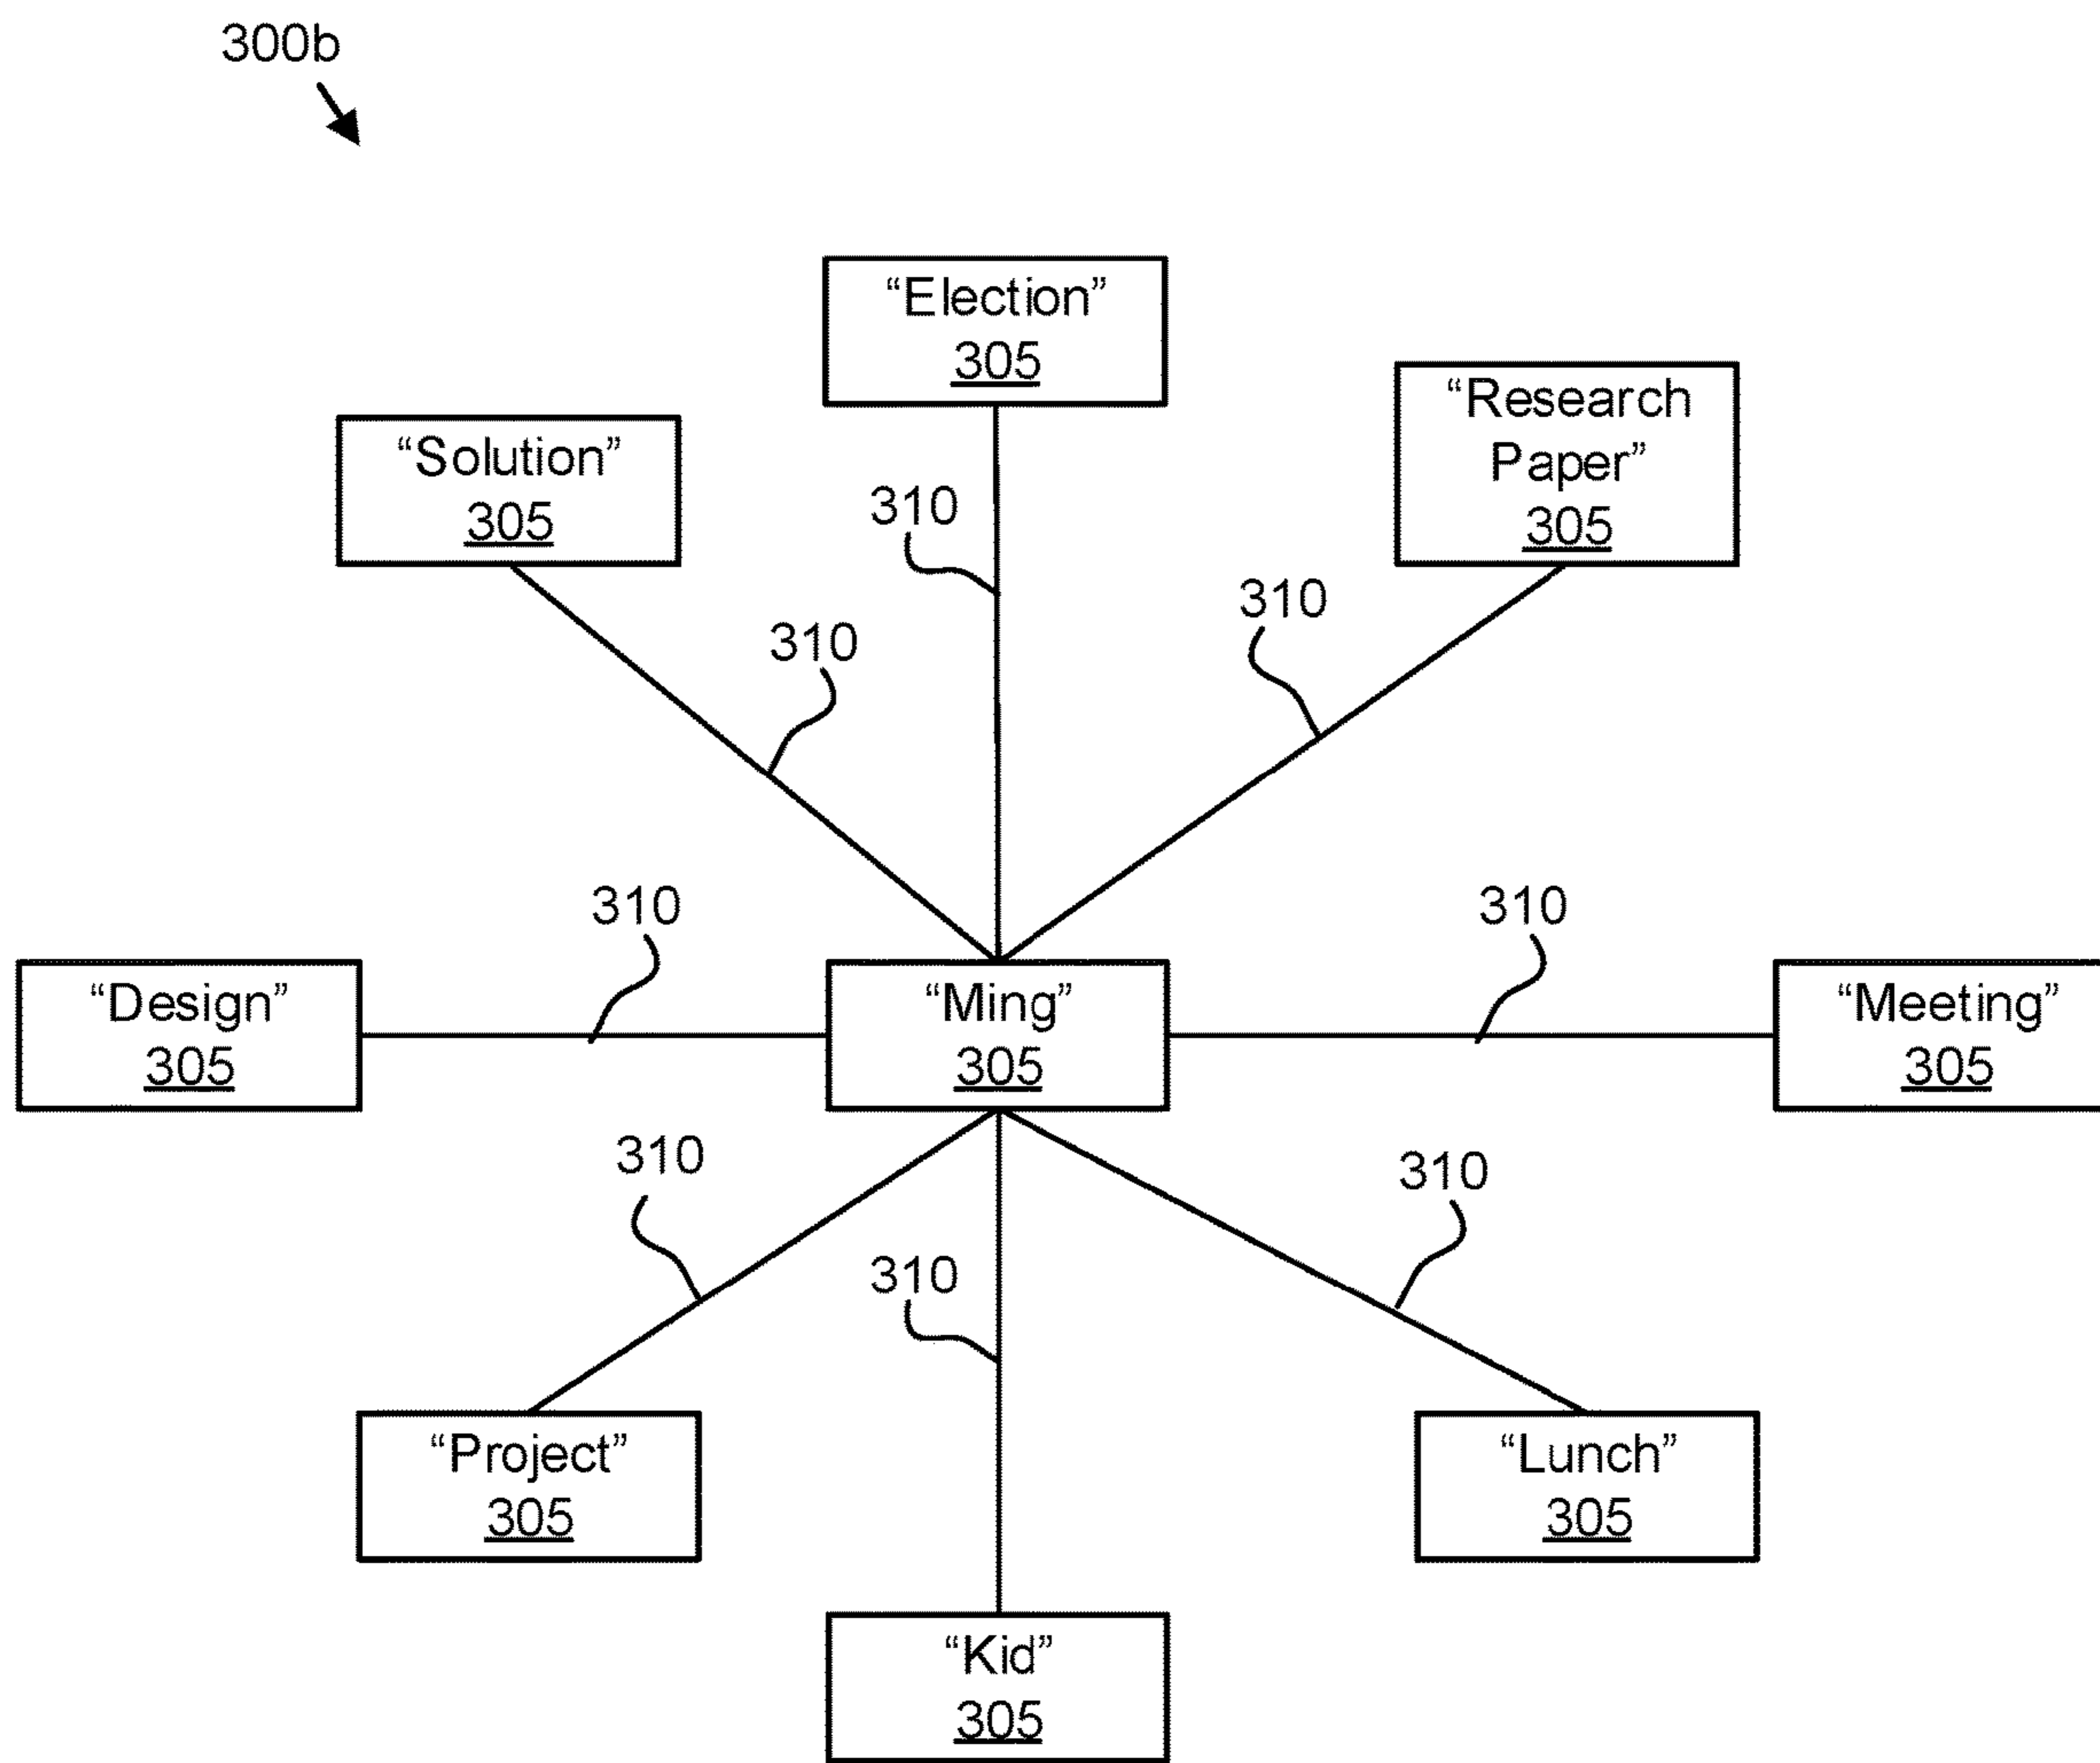 300b
“Election”
305
“Research
Paper”
305
“Solution”
305
310
310
310
310
310
“Design”
305
“Ming”
305
“Meeting”
305
310
310
310
“Project”
305
“Lunch”
305
“Kid”
305